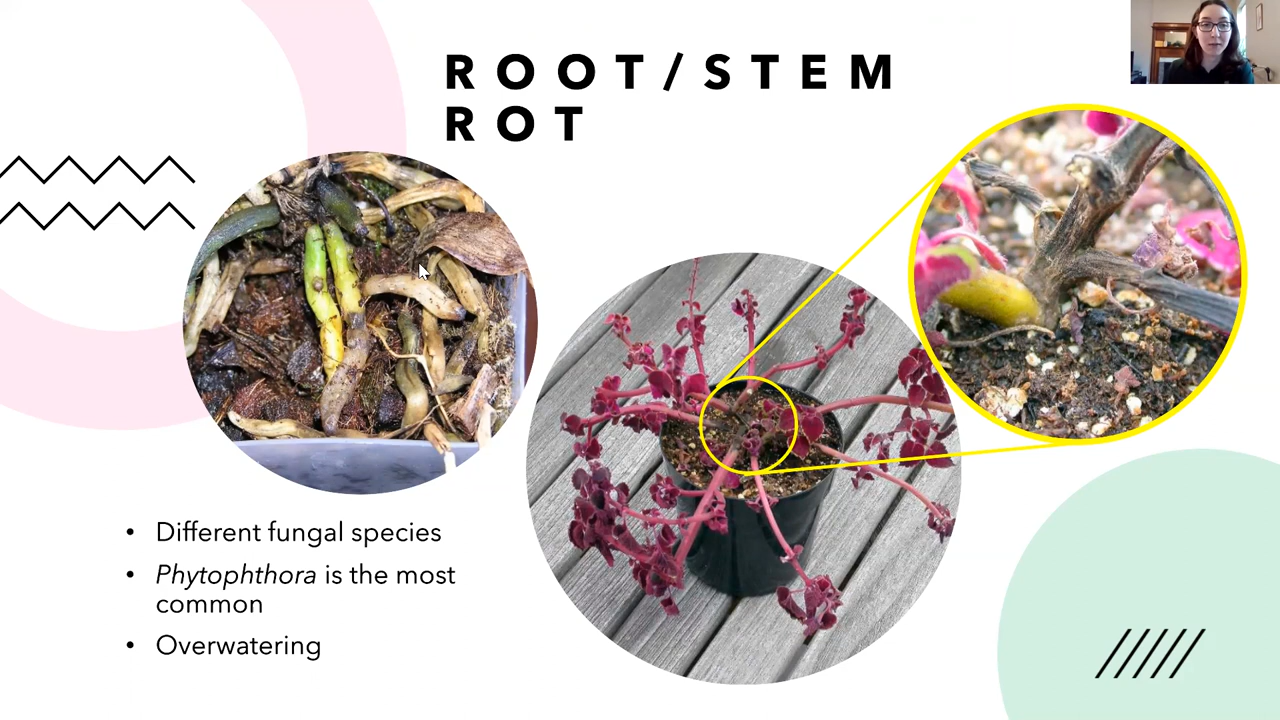 ROOT/STEM
ROT
• Different fungal species
• Phytophthora is the most
common
• Overwatering